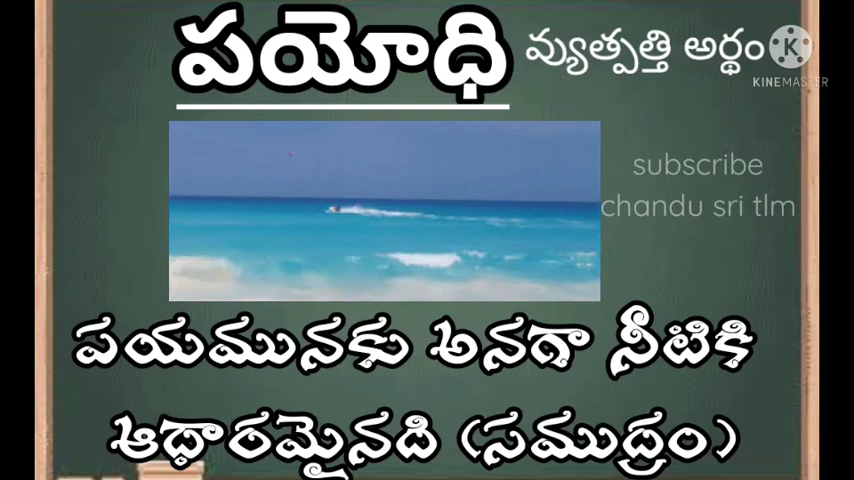 పయోధి వ్యుత్పత్తి అర్థం
KINEMASTER
subscribe
chandu sri tlm
పయమునకు అనగా నీటికి
ఆధారమైనది (సముద్రం)